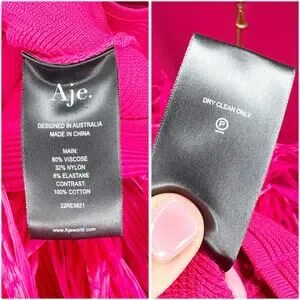 Aje.
DESIGNED IN AUSTRALIA
MADE IN CHINA
MAIN:
60% VISCOSE
32% NYLON
8% ELASTANE
CONTRAST:
100% COTTON
22RE5621
www.Ajeworld.com
DRY CLEAN ONLY
P